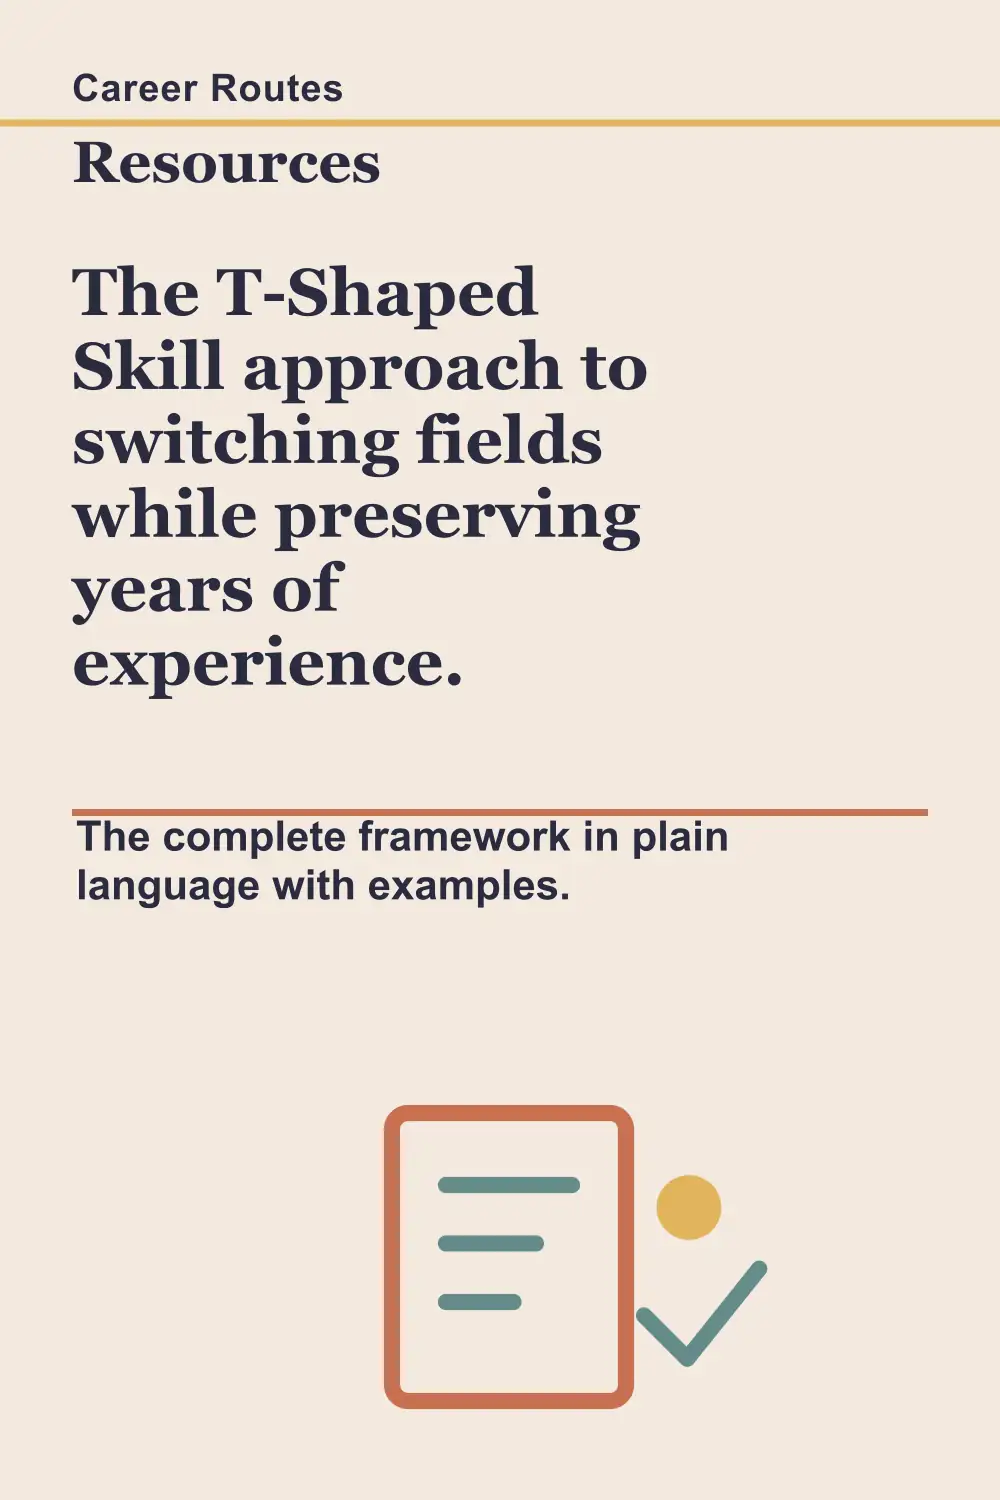 Career Routes
Resources
The T-Shaped
Skill approach to
switching fields
while preserving
years of
experience.
The complete framework in plain
language with examples.